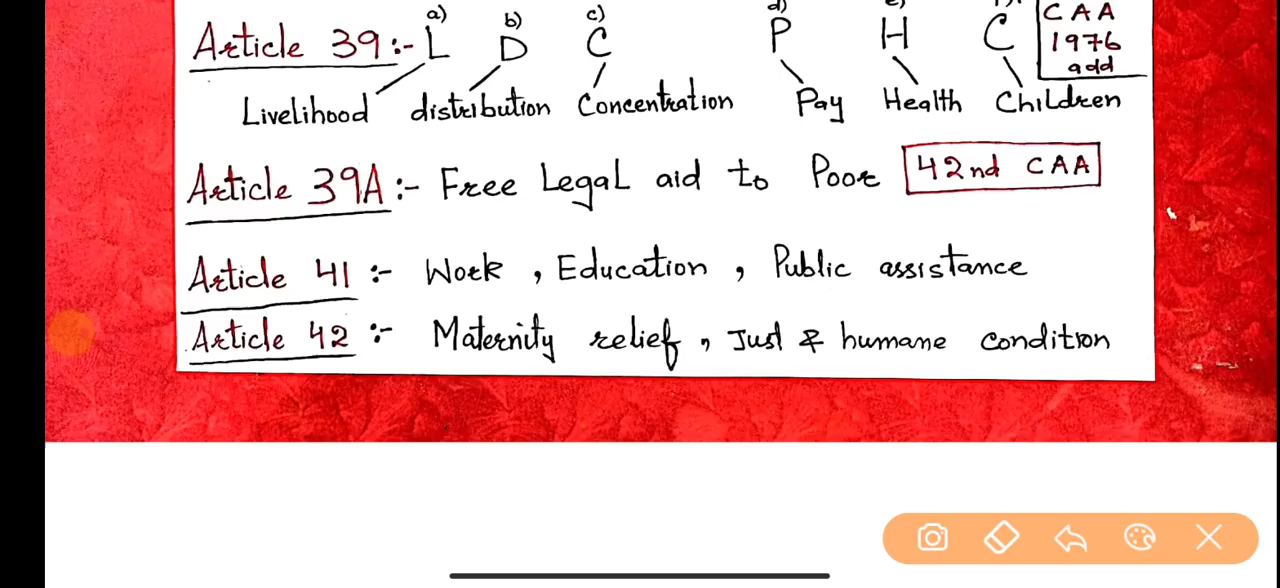 a) b) c) d)
Article 39 :- L D C P H C
CAA
1976
add
Livelihood distribution Concentration Pay Health Children
Article 39A :- Free Legal aid to Poor 42nd CAA
Article 41 :- Work , Education , Public assistance
Article 42 :- Maternity relief , Just & humane condition